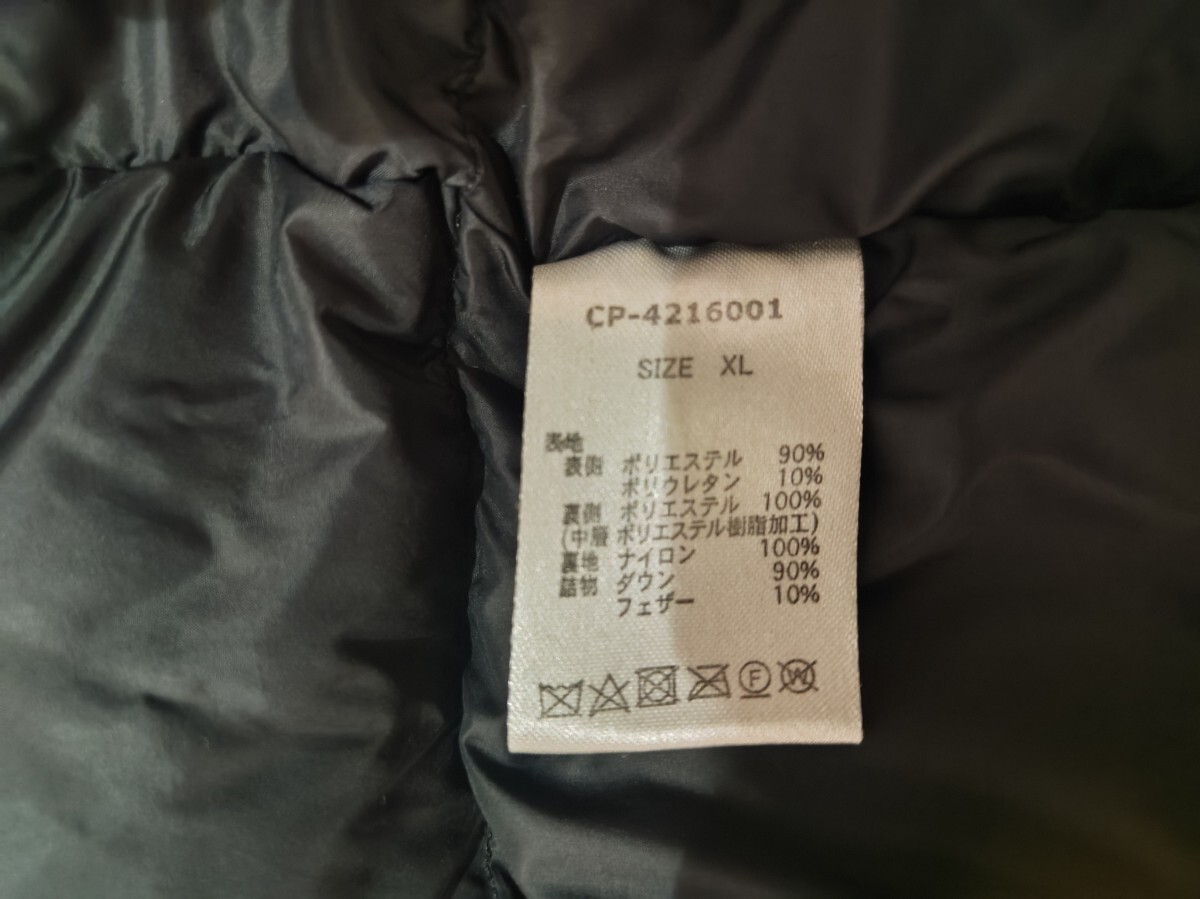 CP-4216001
SIZE XL
表地
表側 ポリエステル 90%
ポリウレタン 10%
裏側 ポリエステル 100%
(中層 ポリエステル樹脂加工)
裏地 ナイロン 100%
詰物 ダウン 90%
フェザー 10%
F W